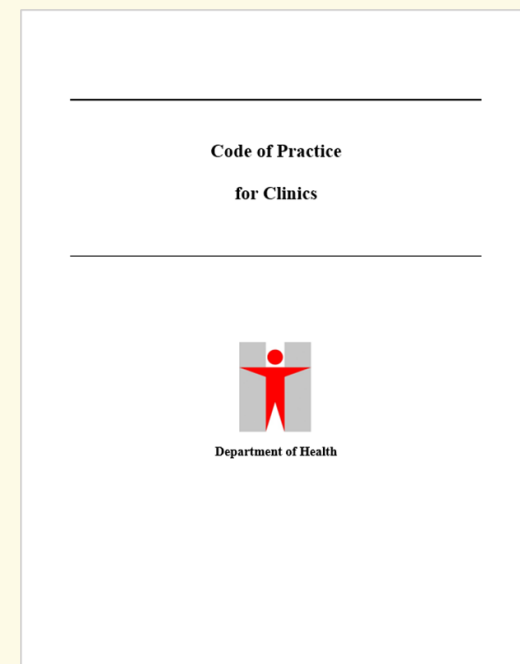 Code of Practice
for Clinics
Department of Health